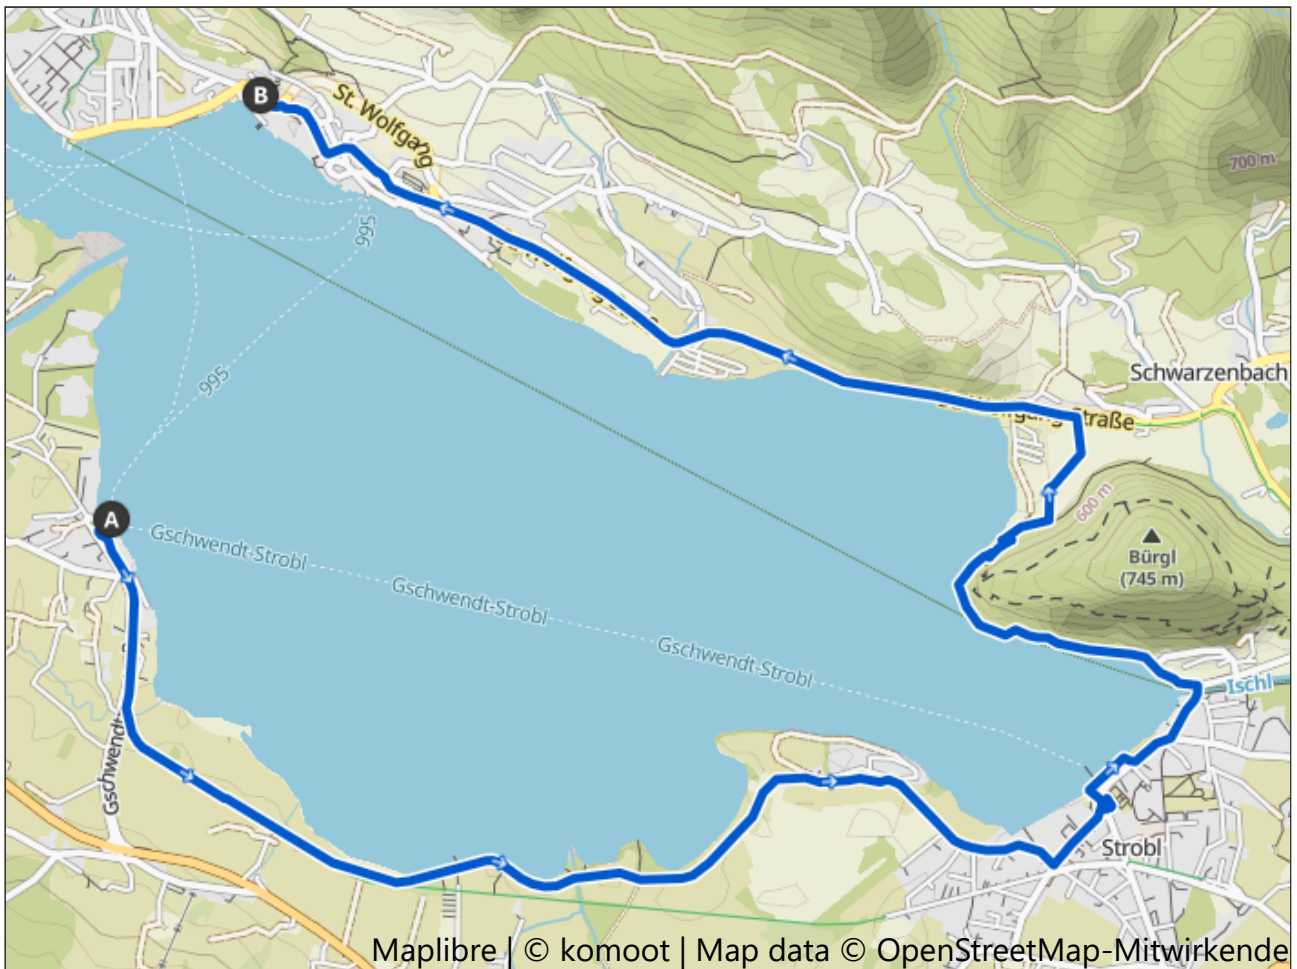 B
St. Wolfgang
700 m
995
995
Schwarzenbach
Straße
600 m
A
Gschwendt-Strobl
Gschwendt-Strobl
Gschwendt-Strobl
Bürgl
(745 m)
Ischl
Gschwendt
Strobl
Maplibre | © komoot | Map data © OpenStreetMap-Mitwirkende